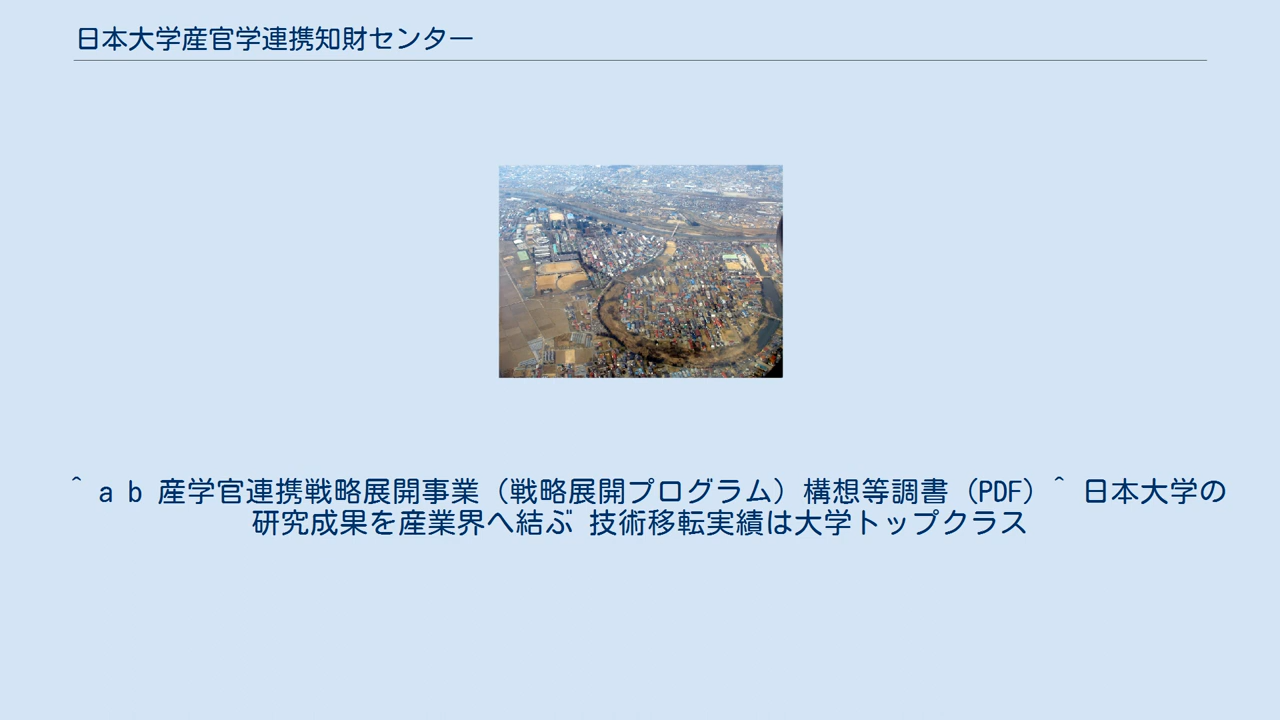 日本大学産官学連携知財センター
^ a b 産学官連携戦略展開事業（戦略展開プログラム）構想等調書（PDF）^ 日本大学の
研究成果を産業界へ結ぶ 技術移転実績は大学トップクラス